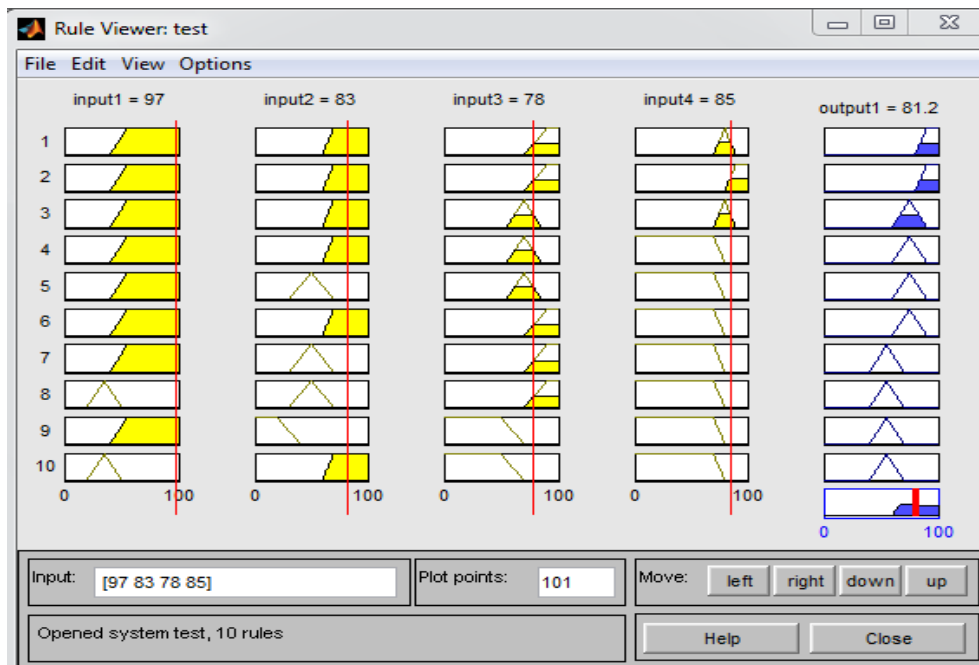 Rule Viewer: test
File Edit View Options
input1 = 97 input2 = 83 input3 = 78 input4 = 85 output1 = 81.2
1
2
3
4
5
6
7
8
9
10
0 100 0 100 0 100 0 100
0 100
Input: [97 83 78 85] Plot points: 101 Move: left right down up
Opened system test, 10 rules Help Close